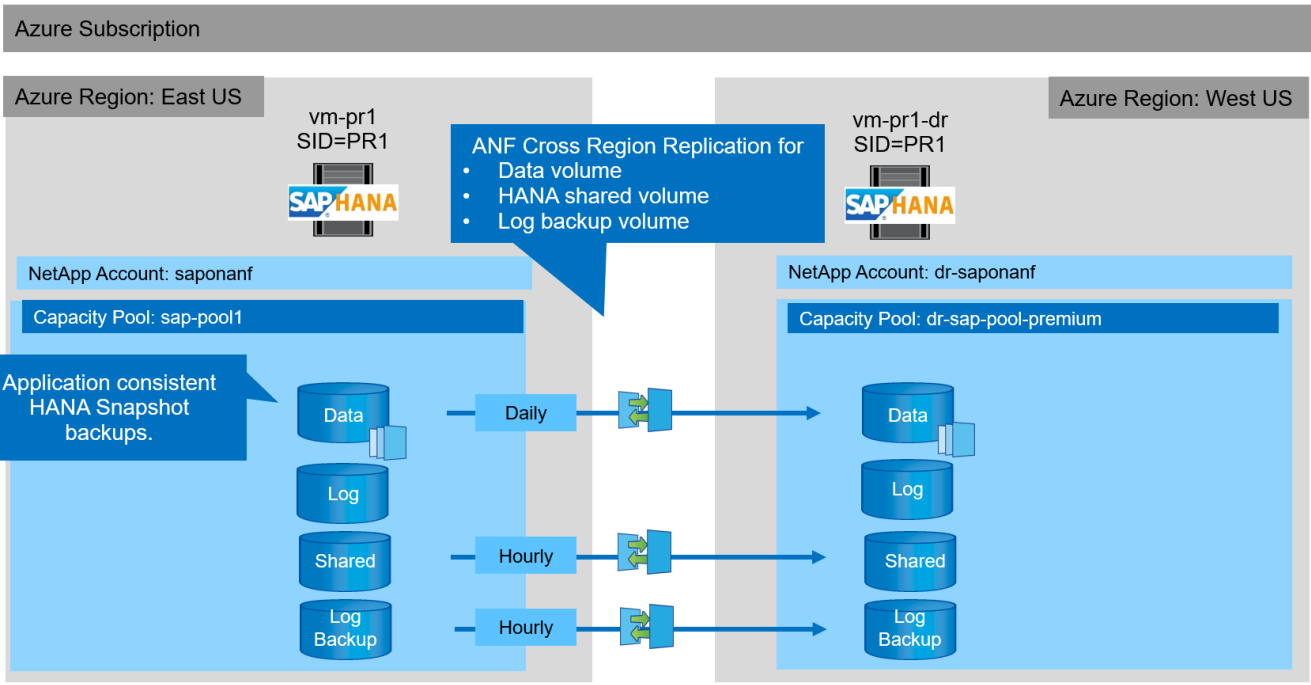 Azure Subscription
Azure Region: East US
Azure Region: West US
vm-pr1
SID=PR1
SAP HANA
ANF Cross Region Replication for
• Data volume
• HANA shared volume
• Log backup volume
vm-pr1-dr
SID=PR1
SAP HANA
NetApp Account: saponanf
Capacity Pool: sap-pool1
NetApp Account: dr-saponanf
Capacity Pool: dr-sap-pool-premium
Application consistent
HANA Snapshot
backups.
Data
Daily
Data
Log
Log
Shared
Hourly
Shared
Log
Backup
Hourly
Log
Backup